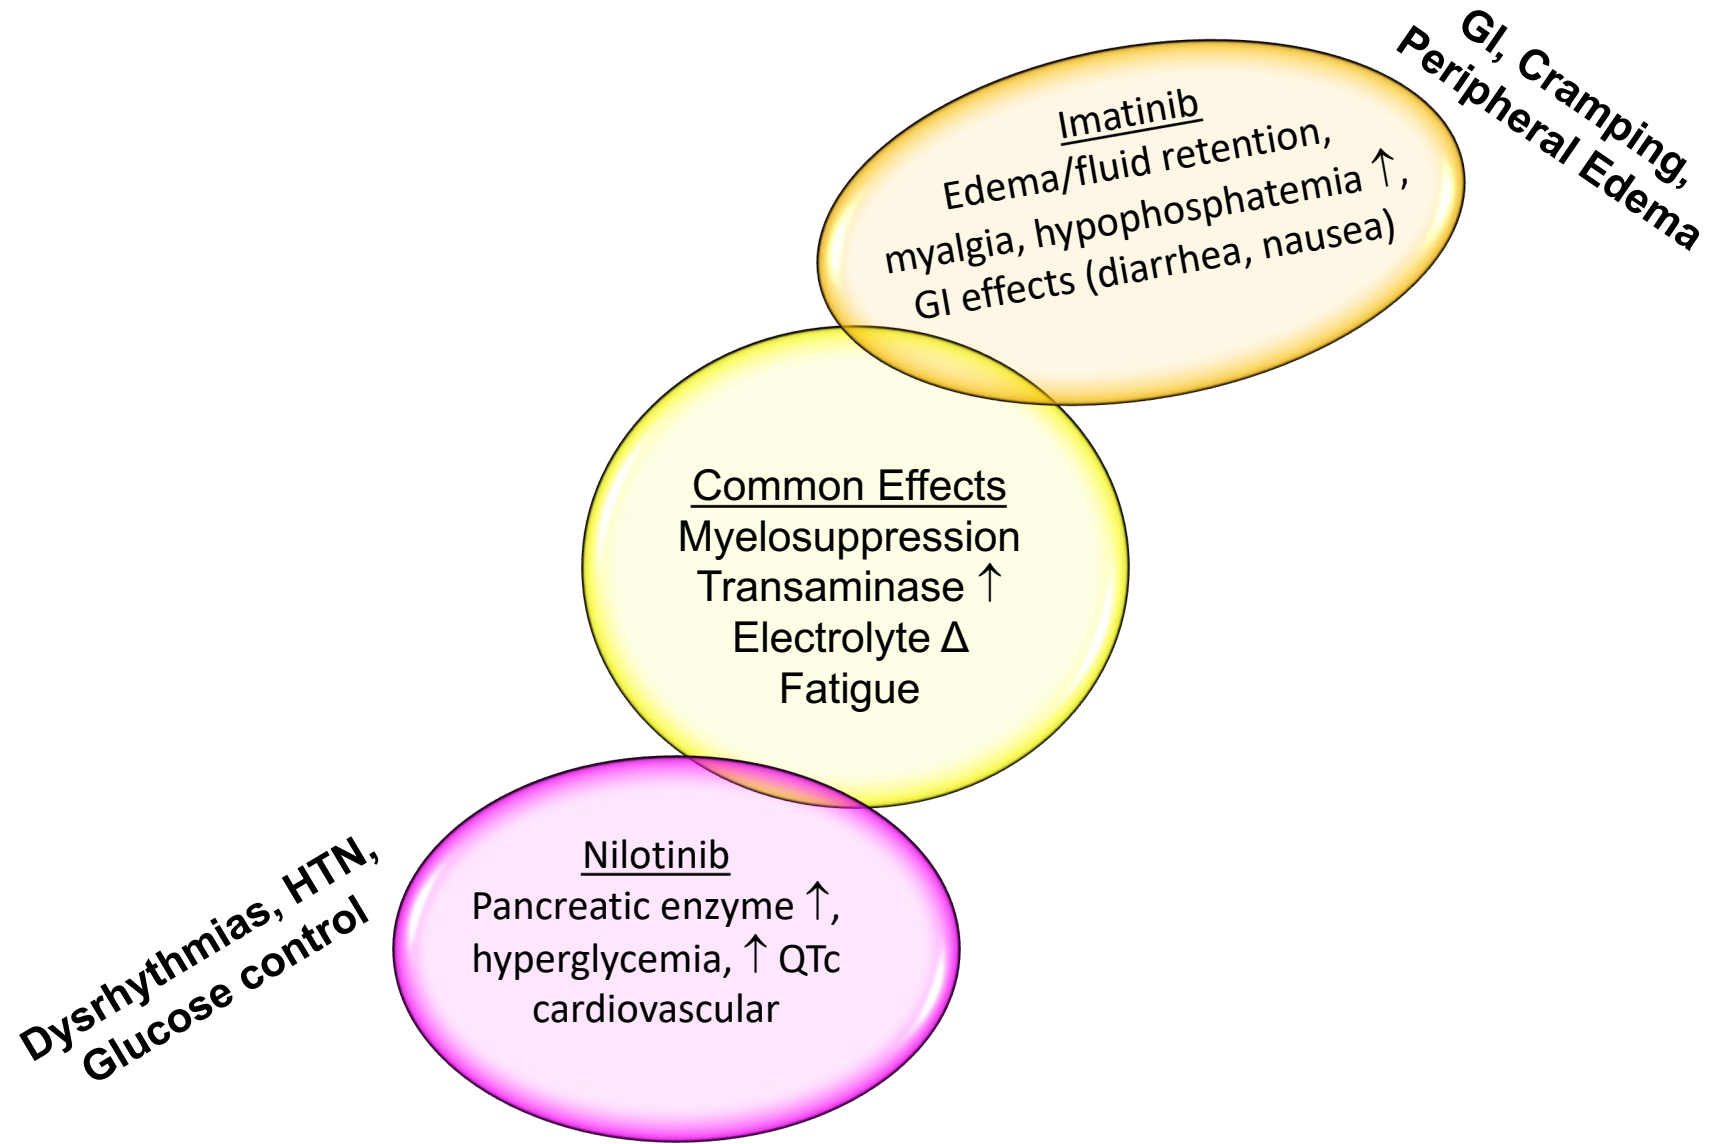 GI, Cramping,
Peripheral Edema
Imatinib
Edema/fluid retention,
myalgia, hypophosphatemia ↑,
GI effects (diarrhea, nausea)
Common Effects
Myelosuppression
Transaminase ↑
Electrolyte Δ
Fatigue
Nilotinib
Pancreatic enzyme ↑,
hyperglycemia, ↑ QTc
cardiovascular
Dysrhythmias, HTN,
Glucose control